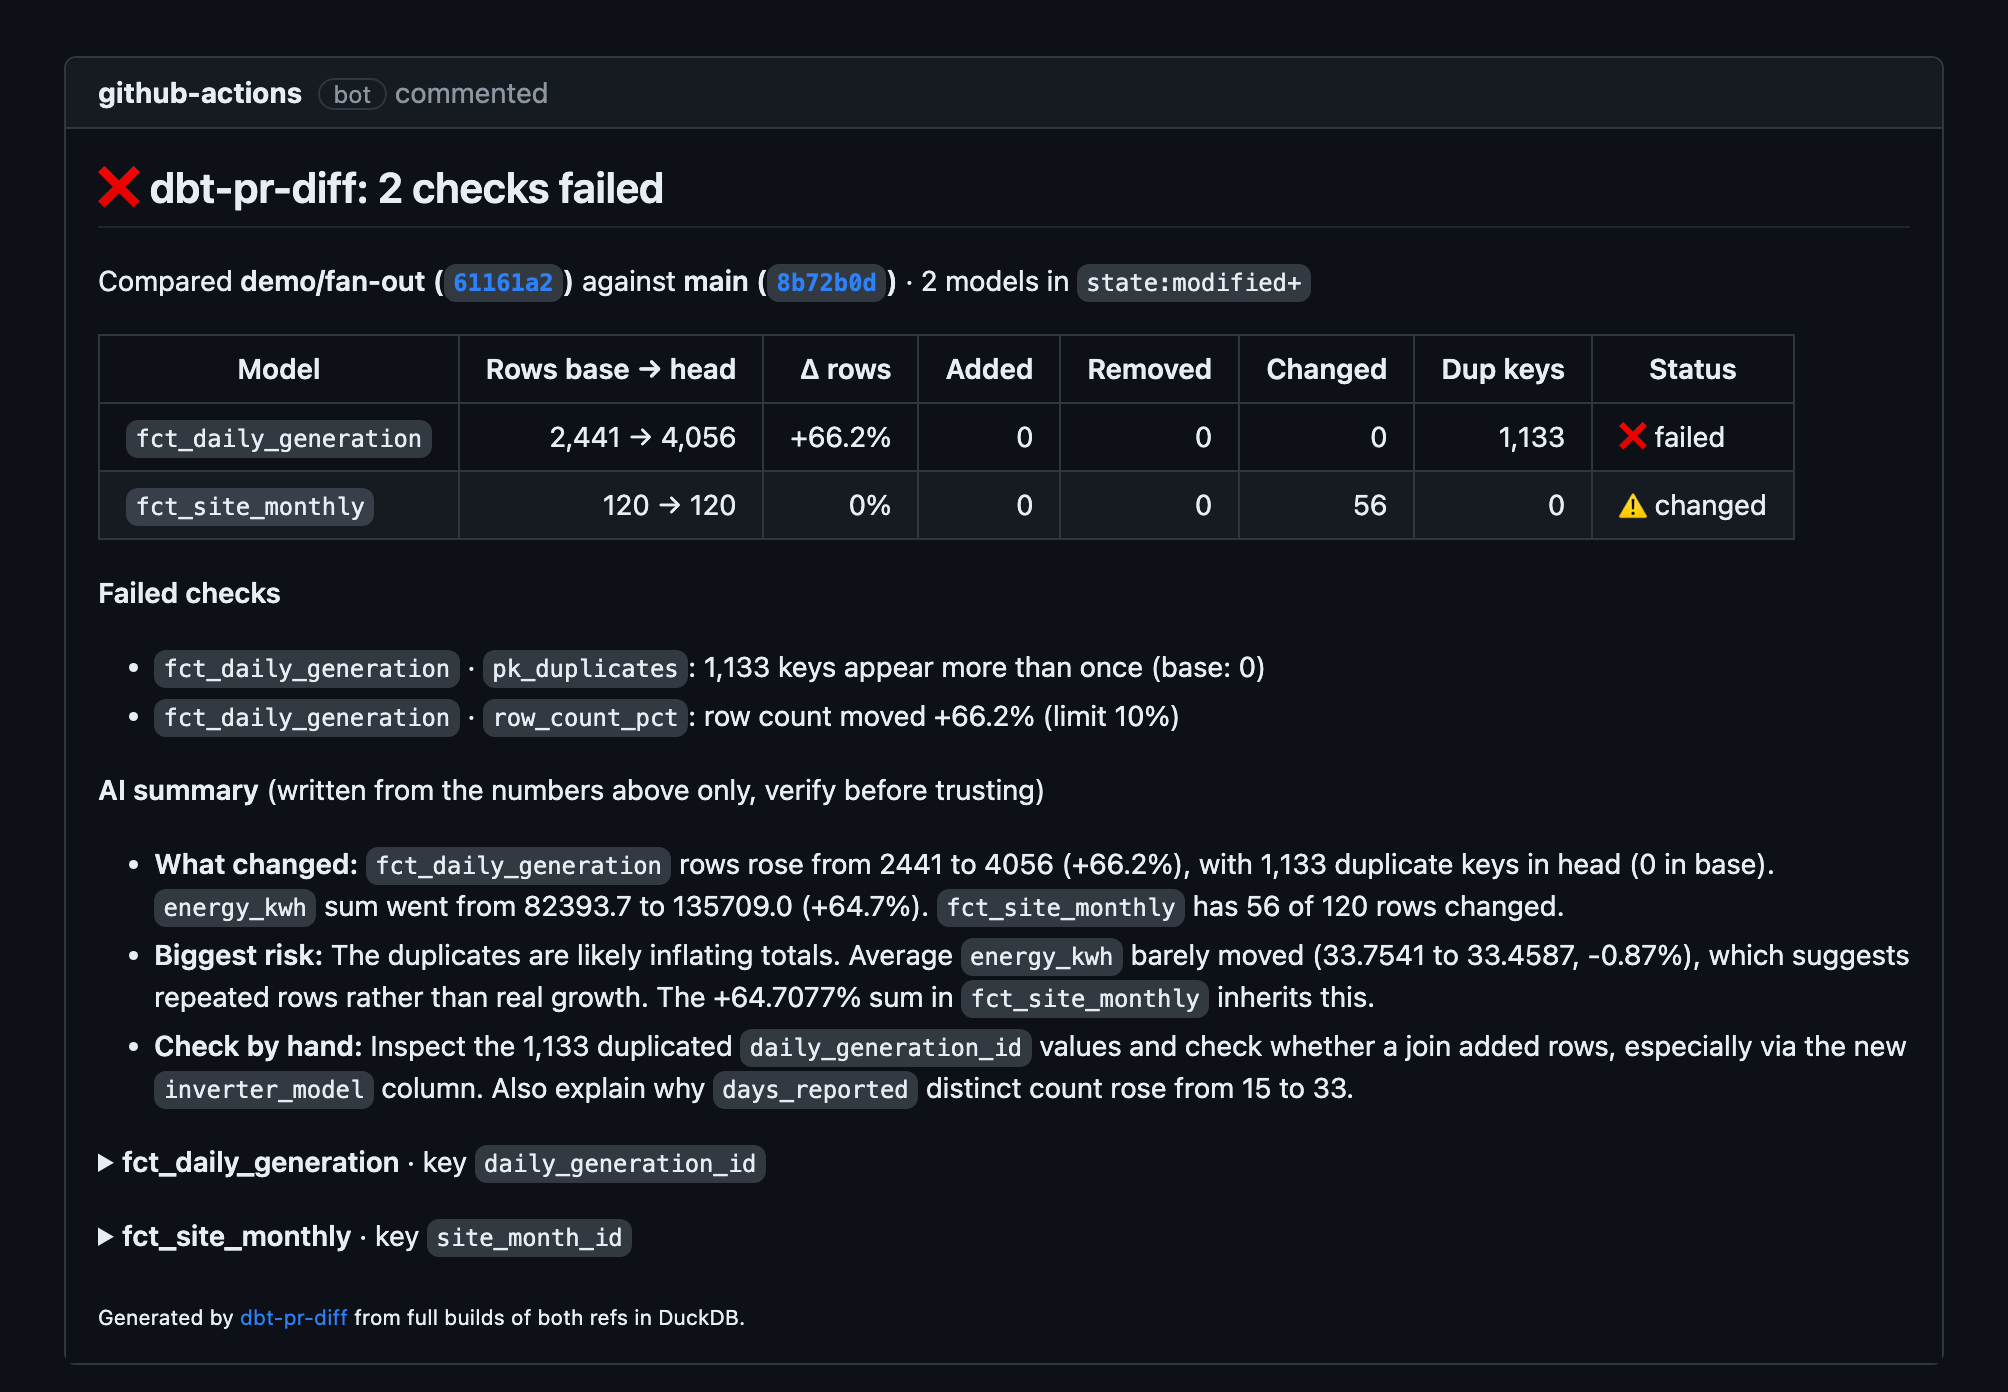 github-actions bot commented
❌ dbt-pr-diff: 2 checks failed
Compared demo/fan-out (61161a2) against main (8b72b0d) · 2 models in state:modified+
Model Rows base → head Δ rows Added Removed Changed Dup keys Status
fct_daily_generation 2,441 → 4,056 +66.2% 0 0 0 1,133 ❌ failed
fct_site_monthly 120 → 120 0% 0 0 56 0 ⚠️ changed
Failed checks
• fct_daily_generation · pk_duplicates: 1,133 keys appear more than once (base: 0)
• fct_daily_generation · row_count_pct: row count moved +66.2% (limit 10%)
AI summary (written from the numbers above only, verify before trusting)
• What changed: fct_daily_generation rows rose from 2441 to 4056 (+66.2%), with 1,133 duplicate keys in head (0 in base).
energy_kwh sum went from 82393.7 to 135709.0 (+64.7%). fct_site_monthly has 56 of 120 rows changed.
• Biggest risk: The duplicates are likely inflating totals. Average energy_kwh barely moved (33.7541 to 33.4587, -0.87%), which suggests
repeated rows rather than real growth. The +64.7077% sum in fct_site_monthly inherits this.
• Check by hand: Inspect the 1,133 duplicated daily_generation_id values and check whether a join added rows, especially via the new
inverter_model column. Also explain why days_reported distinct count rose from 15 to 33.
▶ fct_daily_generation · key daily_generation_id
▶ fct_site_monthly · key site_month_id
Generated by dbt-pr-diff from full builds of both refs in DuckDB.